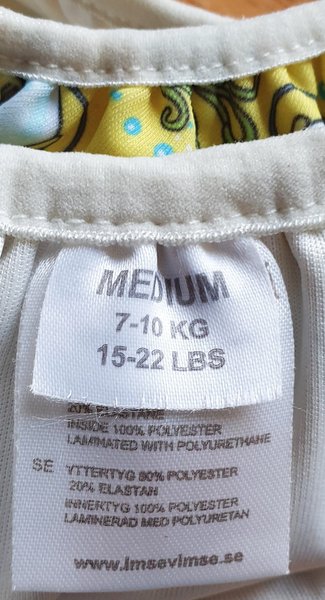 MEDIUM
7-10 KG
15-22 LBS
20% ELASTANE
INSIDE 100% POLYESTER
LAMINATED WITH POLYURETHANE
SE YTTERTYG 80% POLYESTER
20% ELASTAN
INNERTYG 100% POLYESTER
LAMINERAD MED POLYURETAN
www.imsevimse.se